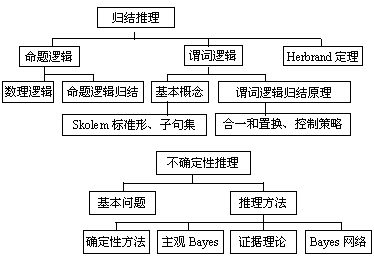 归结推理
命题逻辑
谓词逻辑
Herbrand 定理
数理逻辑
命题逻辑归结
基本概念
谓词逻辑归结原理
Skolem 标准形、子句集
合一和置换、控制策略
不确定性推理
基本问题
推理方法
确定性方法
主观 Bayes
证据理论
Bayes 网络